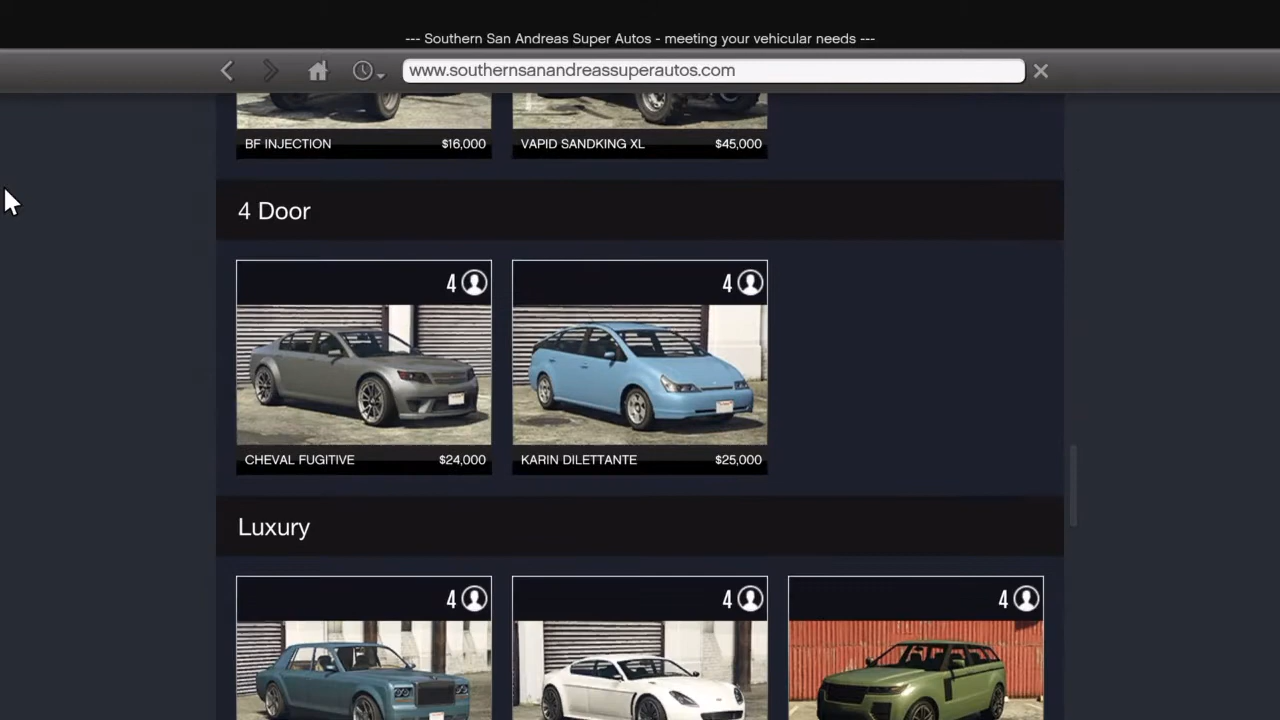 --- Southern San Andreas Super Autos - meeting your vehicular needs ---
www.southernsanandreassuperautos.com
BF INJECTION $16,000
VAPID SANDKING XL $45,000
4 Door
4
4
CHEVAL FUGITIVE $24,000
KARIN DILETTANTE $25,000
Luxury
4
4
4